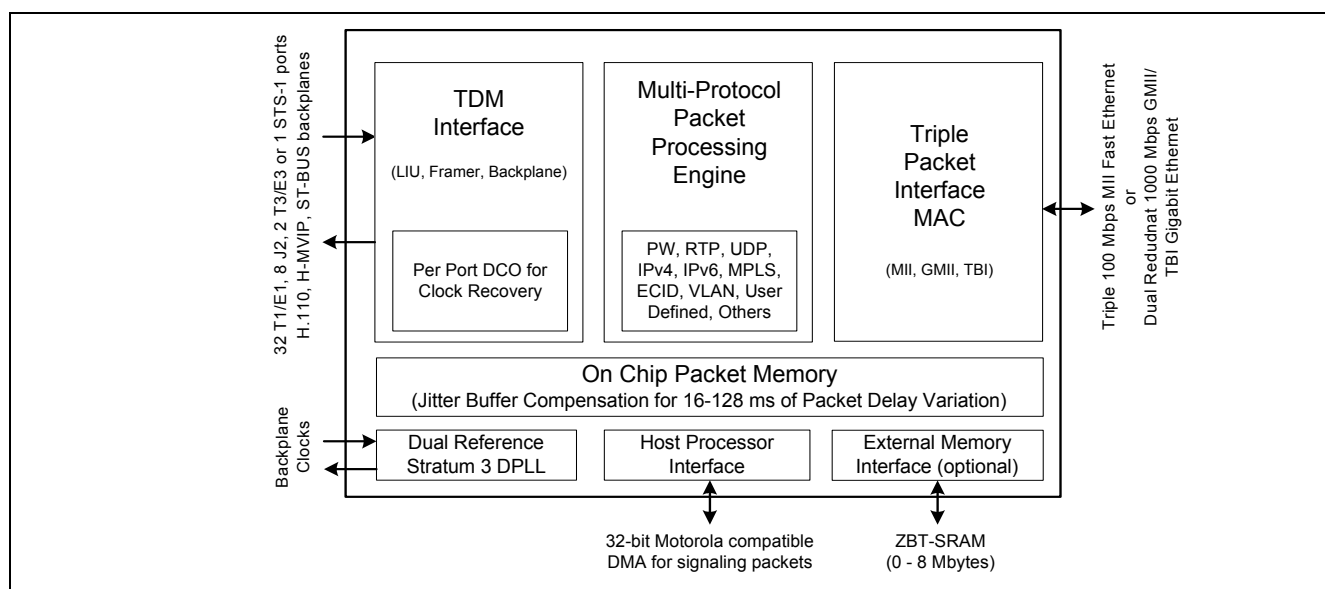 32 T1/E1, 8 J2, 2 T3/E3 or 1 STS-1 ports
H.110, H-MVIP, ST-BUS backplanes
TDM
Interface
(LIU, Framer, Backplane)
Per Port DCO for
Clock Recovery
Multi-Protocol
Packet
Processing
Engine
PW, RTP, UDP,
IPv4, IPv6, MPLS,
ECID, VLAN, User
Defined, Others
Triple
Packet
Interface
MAC
(MII, GMII, TBI)
Triple 100 Mbps MII Fast Ethernet
or
Dual Redudnat 1000 Mbps GMII/
TBI Gigabit Ethernet
On Chip Packet Memory
(Jitter Buffer Compensation for 16-128 ms of Packet Delay Variation)
Backplane
Clocks
Dual Reference
Stratum 3 DPLL
Host Processor
Interface
External Memory
Interface (optional)
32-bit Motorola compatible
DMA for signaling packets
ZBT-SRAM
(0 - 8 Mbytes)